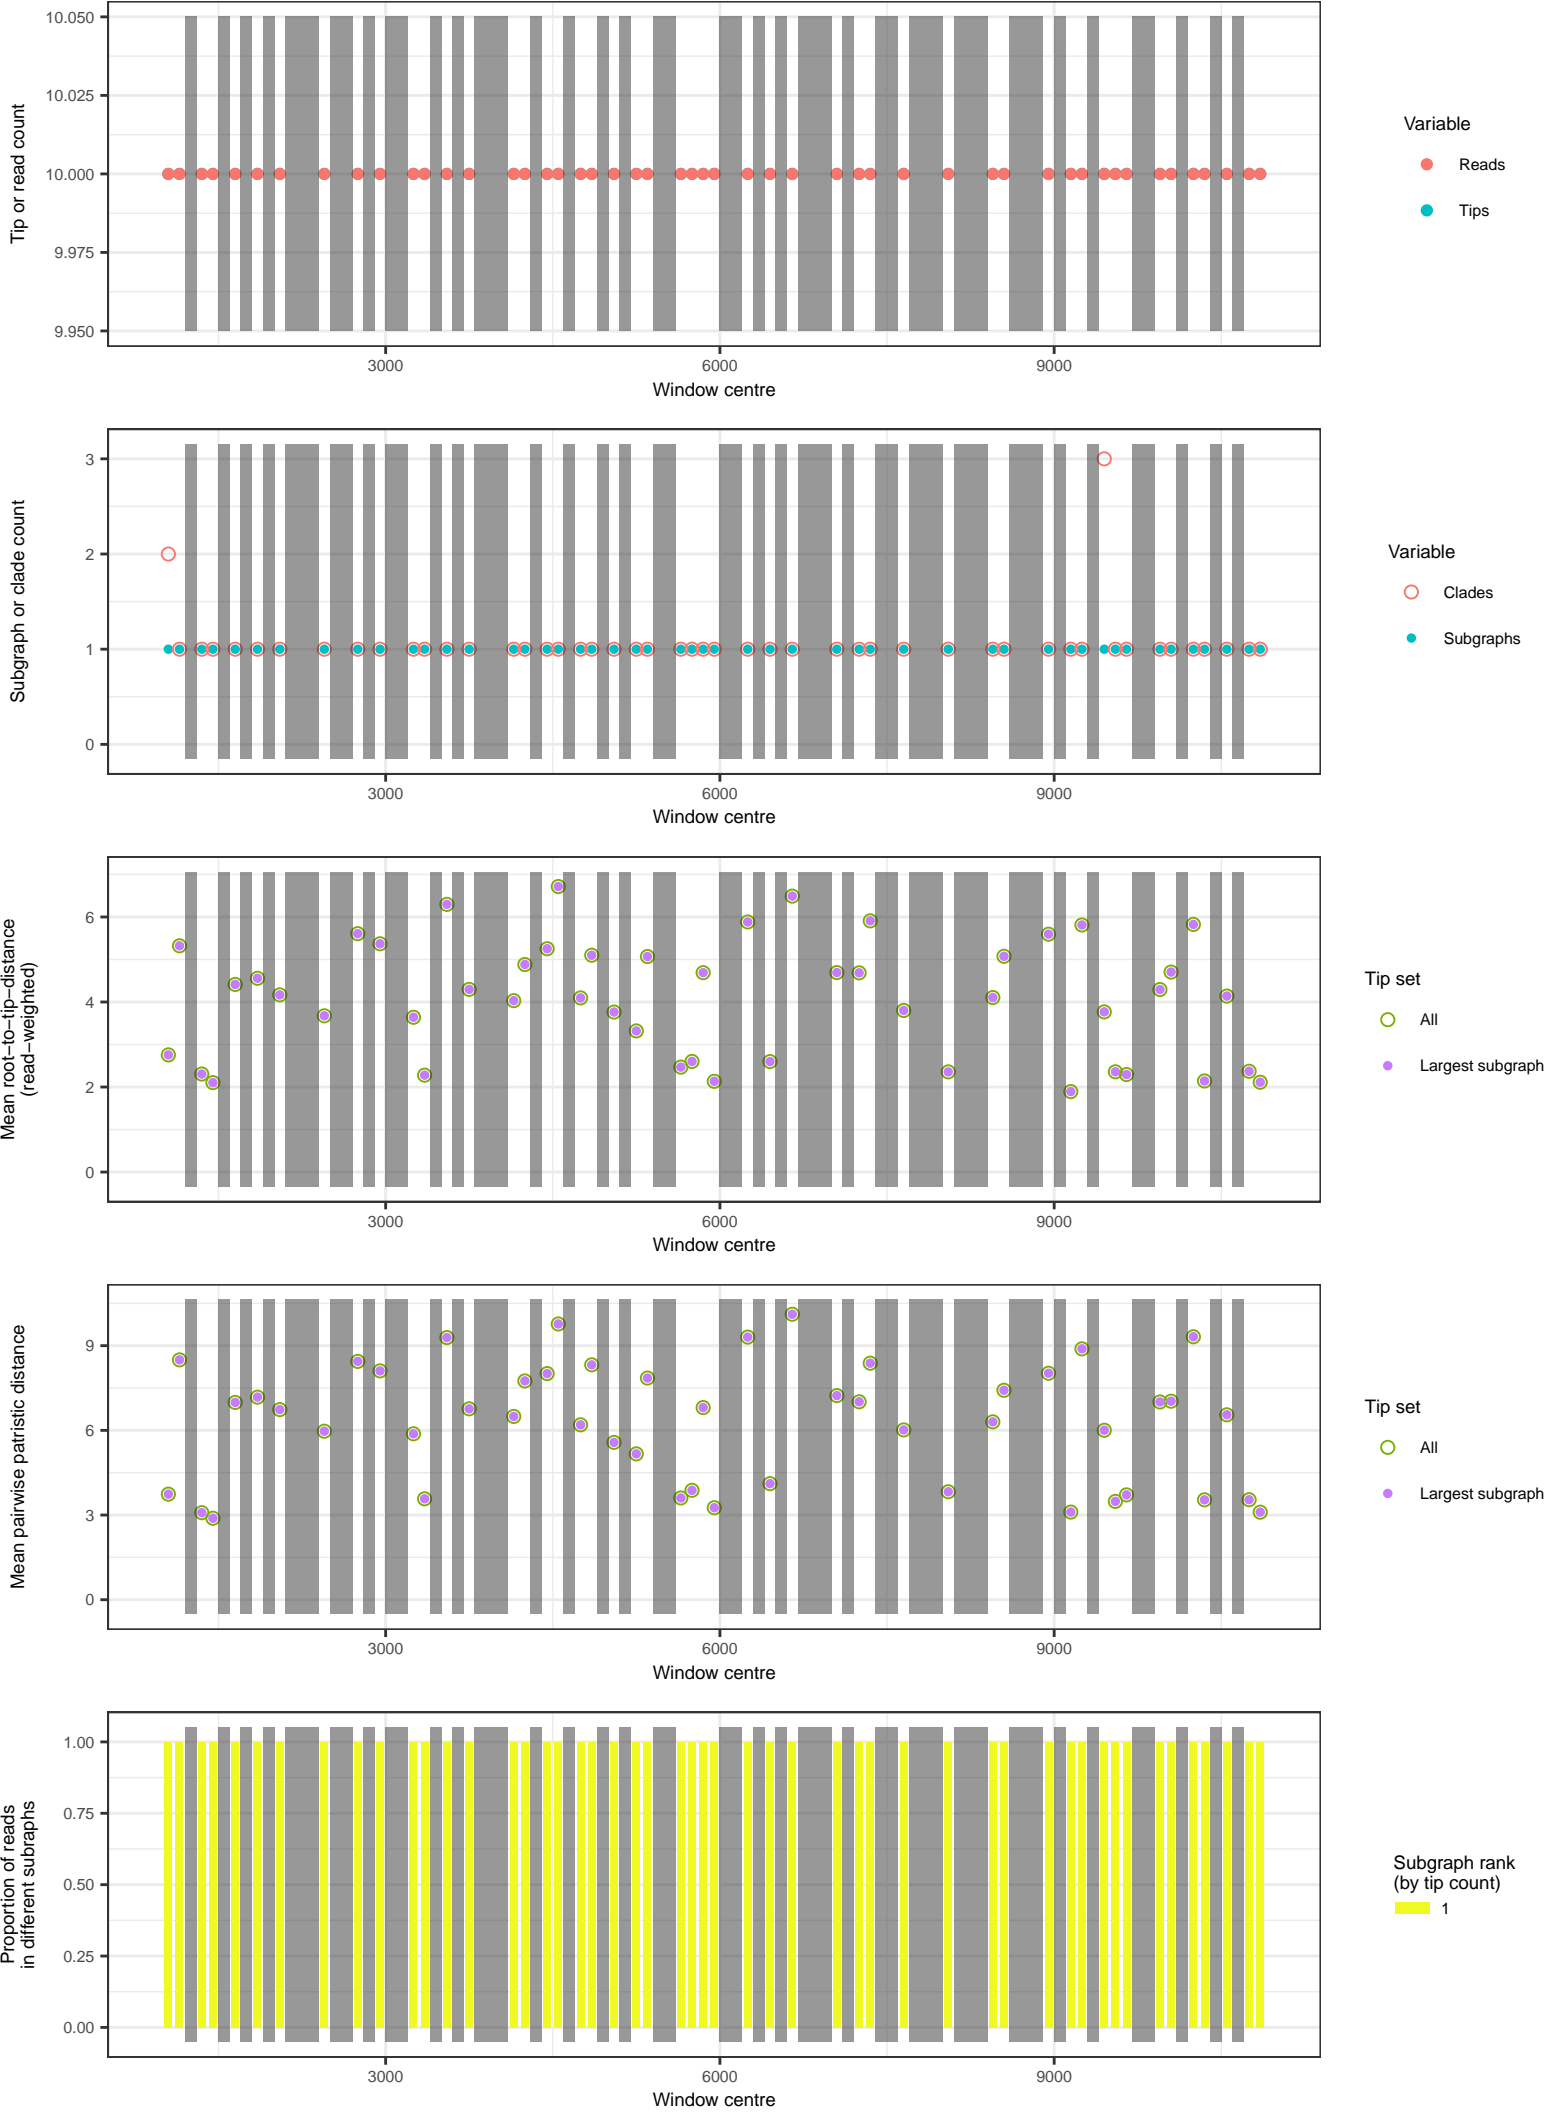 10.050
10.025
10.000
9.975
9.950
Tip or read count
3000 6000 9000
Window centre
Variable
Reads
Tips
3
2
1
0
Subgraph or clade count
3000 6000 9000
Window centre
Variable
Clades
Subgraphs
6
4
2
0
Mean root−to−tip−distance
(read−weighted)
3000 6000 9000
Window centre
Tip set
All
Largest subgraph
9
6
3
0
Mean pairwise patristic distance
3000 6000 9000
Window centre
Tip set
All
Largest subgraph
1.00
0.75
0.50
0.25
0.00
Proportion of reads
in different subraphs
3000 6000 9000
Window centre
Subgraph rank
(by tip count)
1